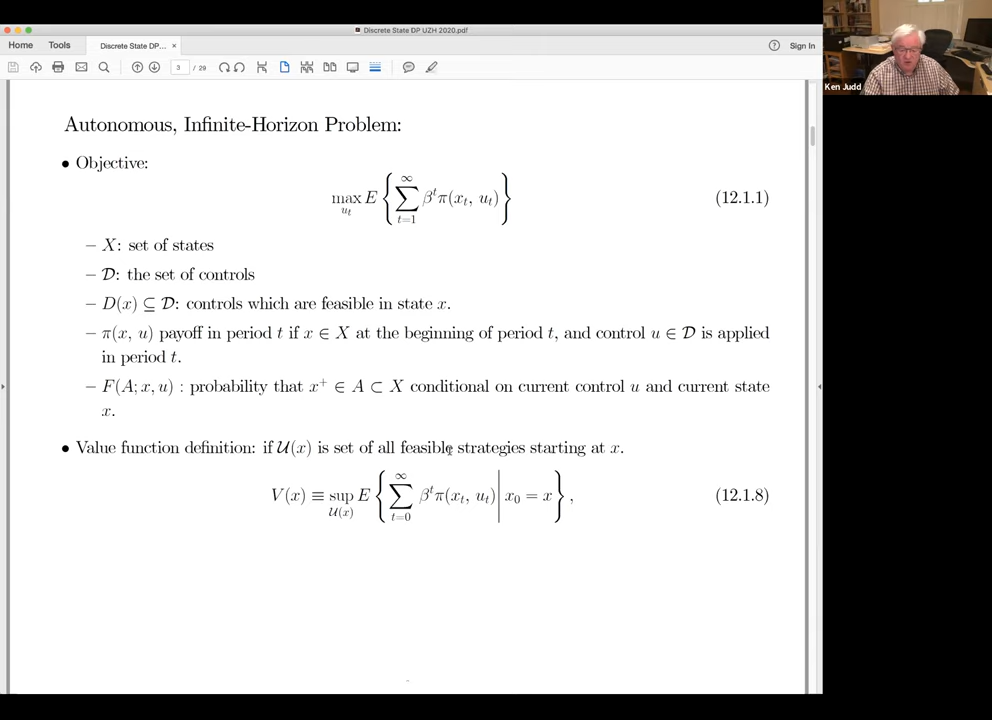 Discrete State DP UZH 2020.pdf
Home Tools Discrete State DP... × Sign In
3 / 29
Ken Judd
Autonomous, Infinite-Horizon Problem:
• Objective:
max_{u_t} E { ∑_{t=1}^{∞} β^t π(x_t, u_t) } (12.1.1)
– X: set of states
– 𝒟: the set of controls
– D(x) ⊆ 𝒟: controls which are feasible in state x.
– π(x, u) payoff in period t if x ∈ X at the beginning of period t, and control u ∈ 𝒟 is applied
in period t.
– F(A; x, u) : probability that x⁺ ∈ A ⊂ X conditional on current control u and current state
x.
• Value function definition: if 𝒰(x) is set of all feasible strategies starting at x.
V(x) ≡ sup_{𝒰(x)} E { ∑_{t=0}^{∞} β^t π(x_t, u_t) | x_0 = x } , (12.1.8)